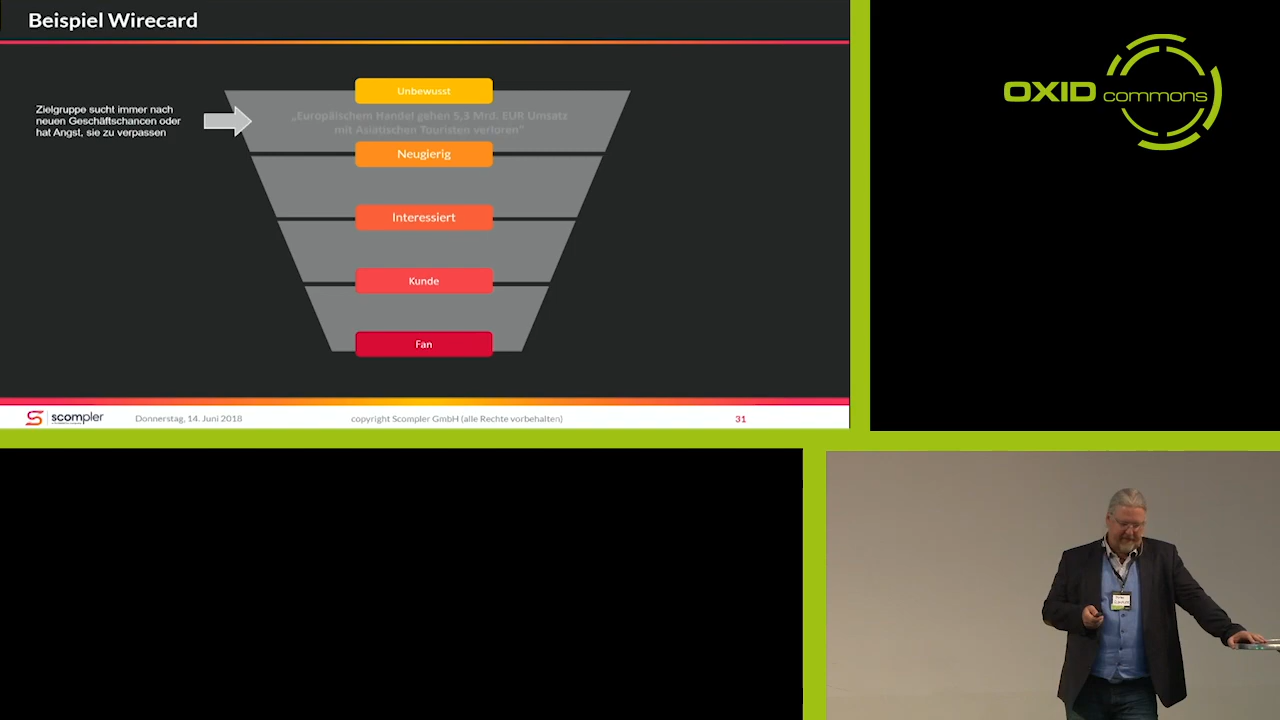 Beispiel Wirecard
Zielgruppe sucht immer nach
neuen Geschäftschancen oder
hat Angst, sie zu verpassen
Unbewusst
„Europäischem Handel gehen 5,3 Mrd. EUR Umsatz
mit Asiatischen Touristen verloren“
Neugierig
Interessiert
Kunde
Fan
scompler
Donnerstag, 14. Juni 2018
copyright Scompler GmbH (alle Rechte vorbehalten)
31
OXID commons